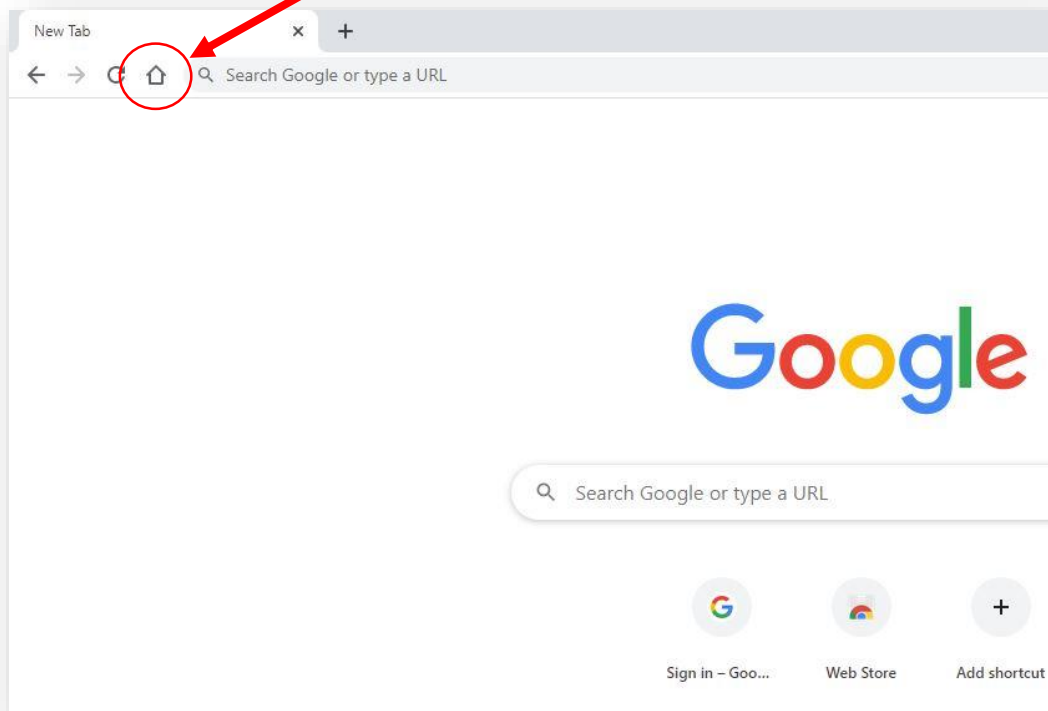 New Tab
Search Google or type a URL
Google
Search Google or type a URL
Sign in – Goo...
Web Store
Add shortcut